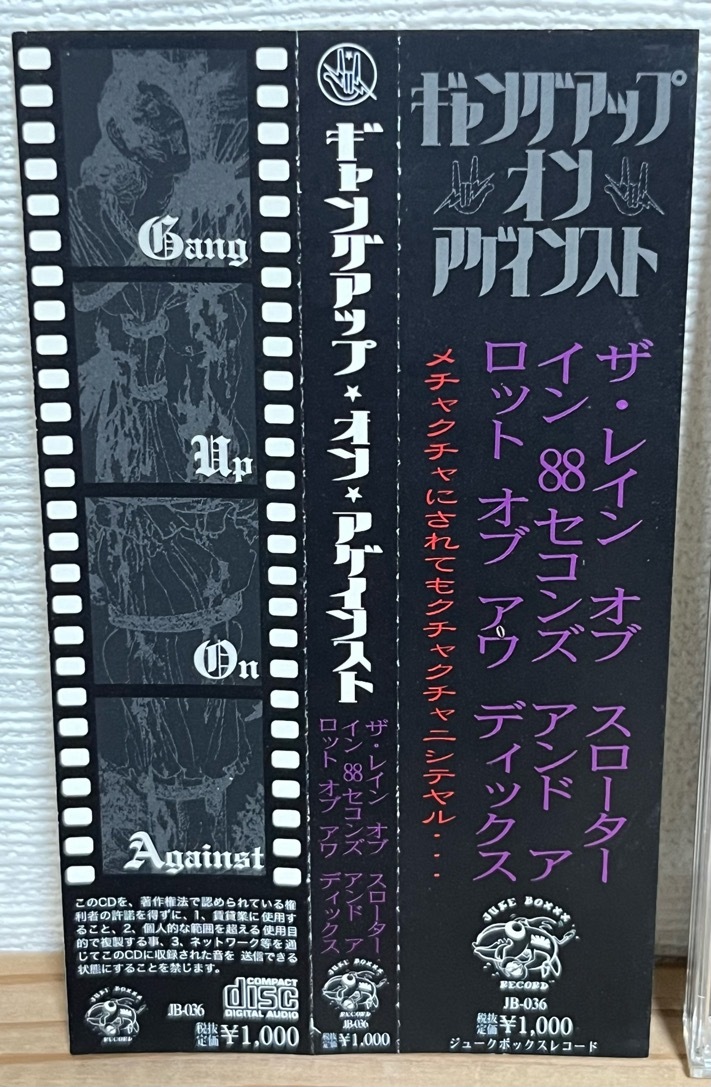 Gang
Up
On
Against
このCDを、著作権法で認められている権
利者の許諾を得ずに、1、賃貸業に使用す
ること、2、個人的な範囲を超える使用目
的で複製する事、3、ネットワーク等を通
じてこのCDに収録された音を 送信できる
状態にすることを禁じます。
JUKE BOXXX
RECORD
JB-036
COMPACT
disc
DIGITAL AUDIO
税抜
定価
¥1,000
ギャングアップ★オン★アゲインスト
ザ・レイン オブ スローター
イン 88 セコンズ アンド ア
ロット オブ アワ ディックス
JUKE BOXXX
RECORD
JB-036
税抜
定価
¥1,000
ギャングアップ
オン
アゲインスト
ザ・レイン オブ スローター
イン 88 セコンズ アンド ア
ロット オブ アワ ディックス
メチャクチャにされてもクチャクチャニシテヤル・・・
JUKE BOXXX
RECORD
JB-036
税抜
定価
¥1,000
ジュークボックスレコード